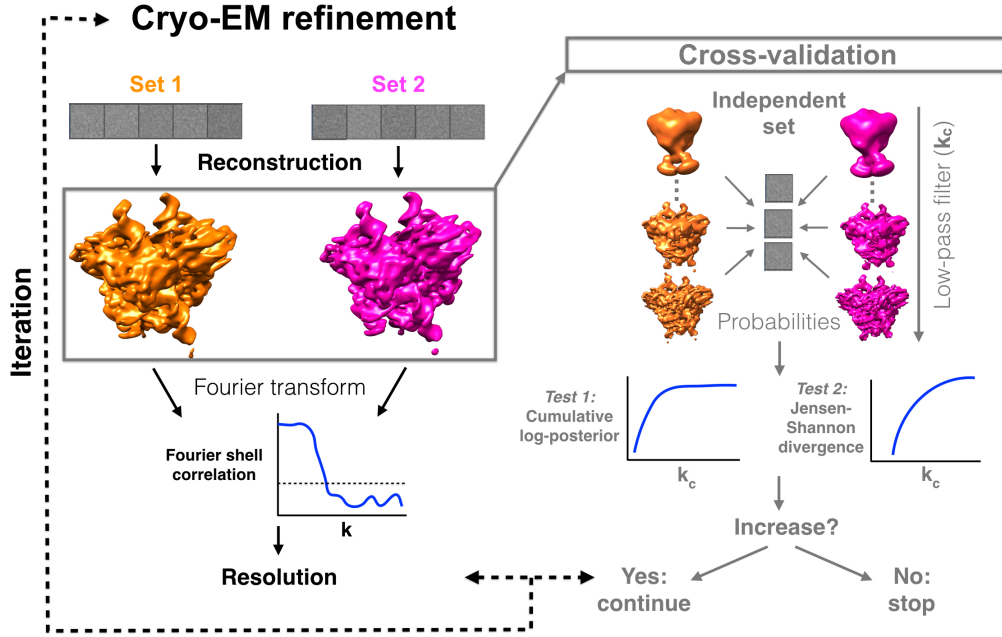 Cryo-EM refinement
Set 1
Set 2
Reconstruction
Iteration
Fourier transform
Fourier shell
correlation
k
Resolution
Cross-validation
Independent
set
Low-pass filter (kc)
Probabilities
Test 1:
Cumulative
log-posterior
kc
Test 2:
Jensen-
Shannon
divergence
kc
Increase?
Yes:
continue
No:
stop